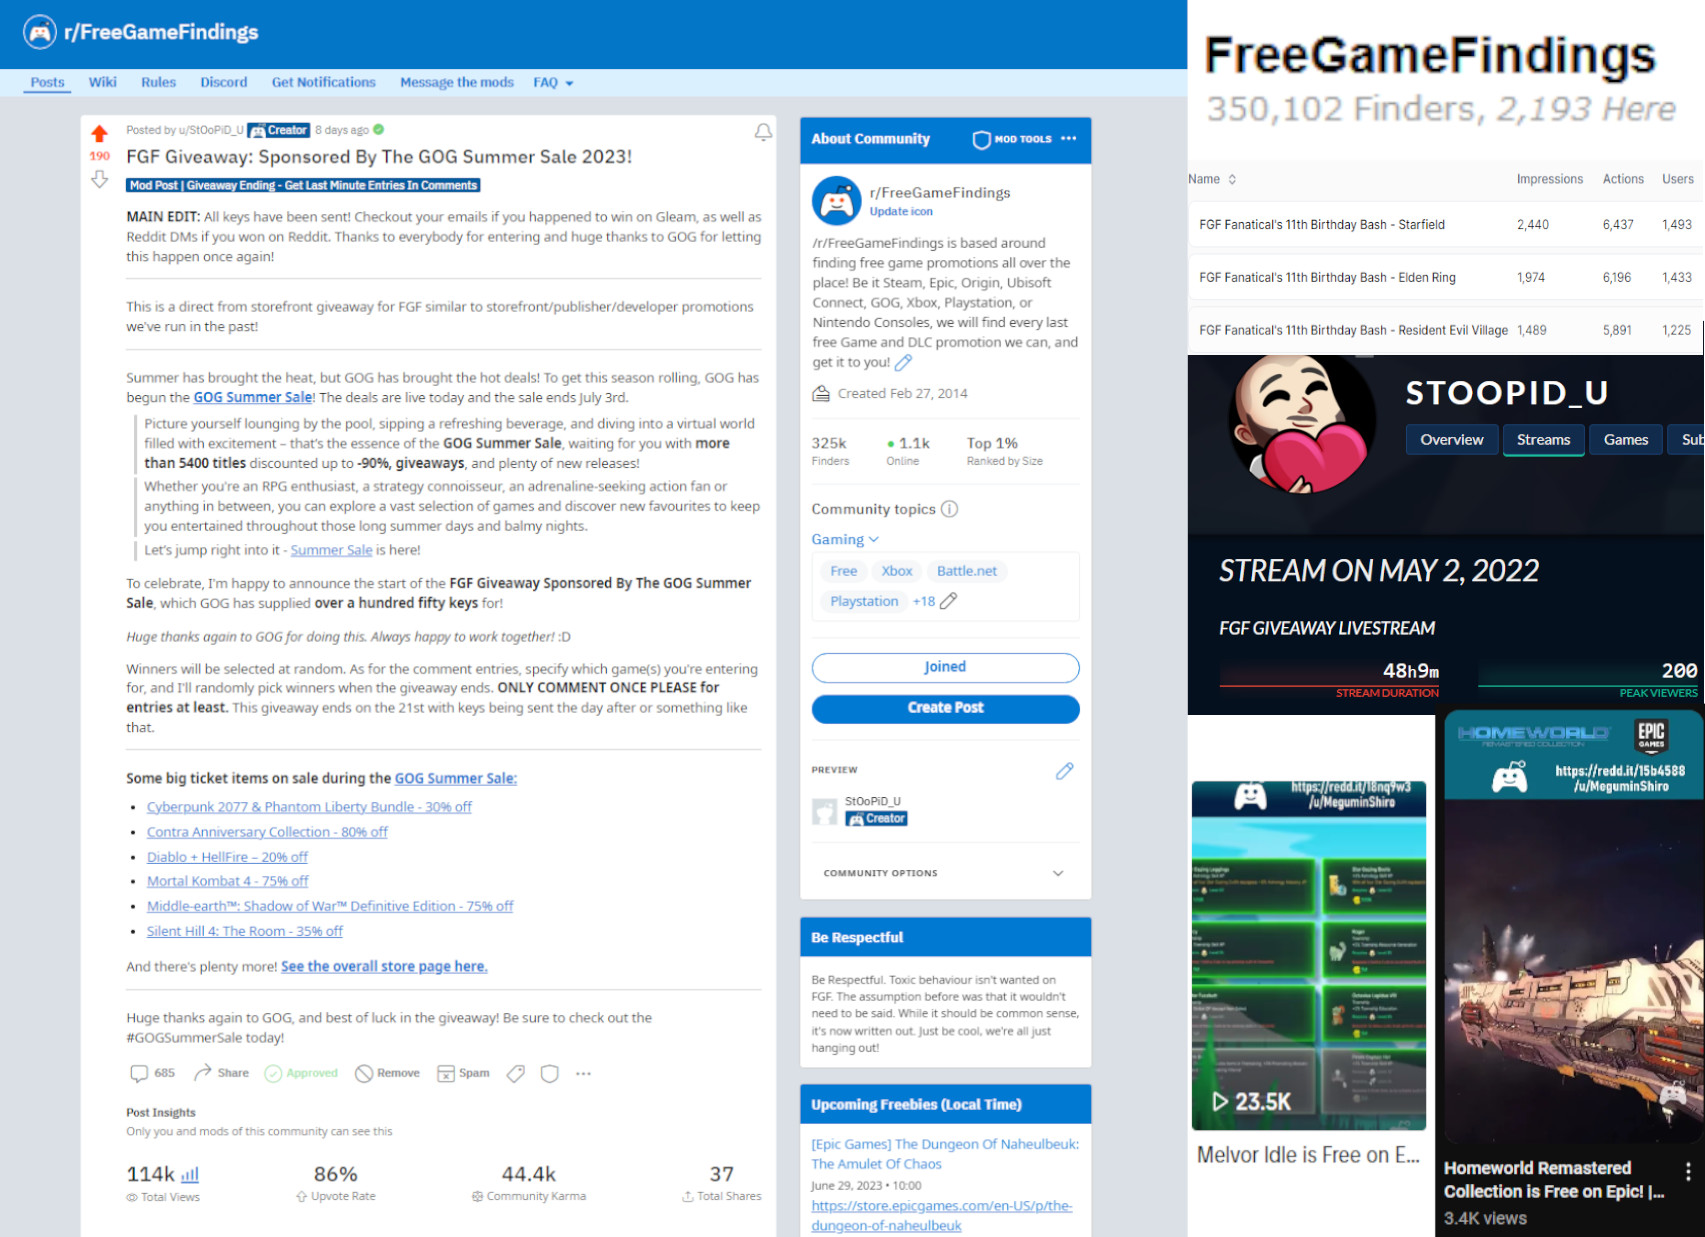 r/FreeGameFindings
Posts Wiki Rules Discord Get Notifications Message the mods FAQ
190
Posted by u/StOoPiD_U Creator 8 days ago
FGF Giveaway: Sponsored By The GOG Summer Sale 2023!
Mod Post | Giveaway Ending - Get Last Minute Entries In Comments
MAIN EDIT: All keys have been sent! Checkout your emails if you happened to win on Gleam, as well as
Reddit DMs if you won on Reddit. Thanks to everybody for entering and huge thanks to GOG for letting
this happen once again!
This is a direct from storefront giveaway for FGF similar to storefront/publisher/developer promotions
we've run in the past!
Summer has brought the heat, but GOG has brought the hot deals! To get this season rolling, GOG has
begun the GOG Summer Sale! The deals are live today and the sale ends July 3rd.
Picture yourself lounging by the pool, sipping a refreshing beverage, and diving into a virtual world
filled with excitement – that's the essence of the GOG Summer Sale, waiting for you with more
than 5400 titles discounted up to -90%, giveaways, and plenty of new releases!
Whether you're an RPG enthusiast, a strategy connoisseur, an adrenaline-seeking action fan or
anything in between, you can explore a vast selection of games and discover new favourites to keep
you entertained throughout those long summer days and balmy nights.
Let's jump right into it - Summer Sale is here!
To celebrate, I'm happy to announce the start of the FGF Giveaway Sponsored By The GOG Summer
Sale, which GOG has supplied over a hundred fifty keys for!
Huge thanks again to GOG for doing this. Always happy to work together! :D
Winners will be selected at random. As for the comment entries, specify which game(s) you're entering
for, and I'll randomly pick winners when the giveaway ends. ONLY COMMENT ONCE PLEASE for
entries at least. This giveaway ends on the 21st with keys being sent the day after or something like
that.
Some big ticket items on sale during the GOG Summer Sale:
• Cyberpunk 2077 & Phantom Liberty Bundle - 30% off
• Contra Anniversary Collection - 80% off
• Diablo + HellFire – 20% off
• Mortal Kombat 4 - 75% off
• Middle-earth™: Shadow of War™ Definitive Edition - 75% off
• Silent Hill 4: The Room - 35% off
And there's plenty more! See the overall store page here.
Huge thanks again to GOG, and best of luck in the giveaway! Be sure to check out the
#GOGSummerSale today!
685 Share Approved Remove Spam
Post Insights
Only you and mods of this community can see this
114k 86% 44.4k 37
Total Views Upvote Rate Community Karma Total Shares
About Community MOD TOOLS
r/FreeGameFindings
Update icon
/r/FreeGameFindings is based around
finding free game promotions all over the
place! Be it Steam, Epic, Origin, Ubisoft
Connect, GOG, Xbox, Playstation, or
Nintendo Consoles, we will find every last
free Game and DLC promotion we can, and
get it to you!
Created Feb 27, 2014
325k 1.1k Top 1%
Finders Online Ranked by Size
Community topics
Gaming
Free Xbox Battle.net
Playstation +18
Joined
Create Post
PREVIEW
StOoPiD_U
Creator
COMMUNITY OPTIONS
Be Respectful
Be Respectful. Toxic behaviour isn't wanted on
FGF. The assumption before was that it wouldn't
need to be said. While it should be common sense,
it's now written out. Just be cool, we're all just
hanging out!
Upcoming Freebies (Local Time)
[Epic Games] The Dungeon Of Naheulbeuk:
The Amulet Of Chaos
June 29, 2023 • 10:00
https://store.epicgames.com/en-US/p/the-
dungeon-of-naheulbeuk
FreeGameFindings
350,102 Finders, 2,193 Here
Name Impressions Actions Users
FGF Fanatical's 11th Birthday Bash - Starfield 2,440 6,437 1,493
FGF Fanatical's 11th Birthday Bash - Elden Ring 1,974 6,196 1,433
FGF Fanatical's 11th Birthday Bash - Resident Evil Village 1,489 5,891 1,225
STOOPID_U
Overview Streams Games Sub
STREAM ON MAY 2, 2022
FGF GIVEAWAY LIVESTREAM
48h9m 200
STREAM DURATION PEAK VIEWERS
https://redd.it/18nq9w3
/u/MeguminShiro
23.5K
Melvor Idle is Free on E...
HOMEWORLD
REMASTERED COLLECTION
EPIC
GAMES
https://redd.it/15b4588
/u/MeguminShiro
Homeworld Remastered
Collection is Free on Epic! |...
3.4K views